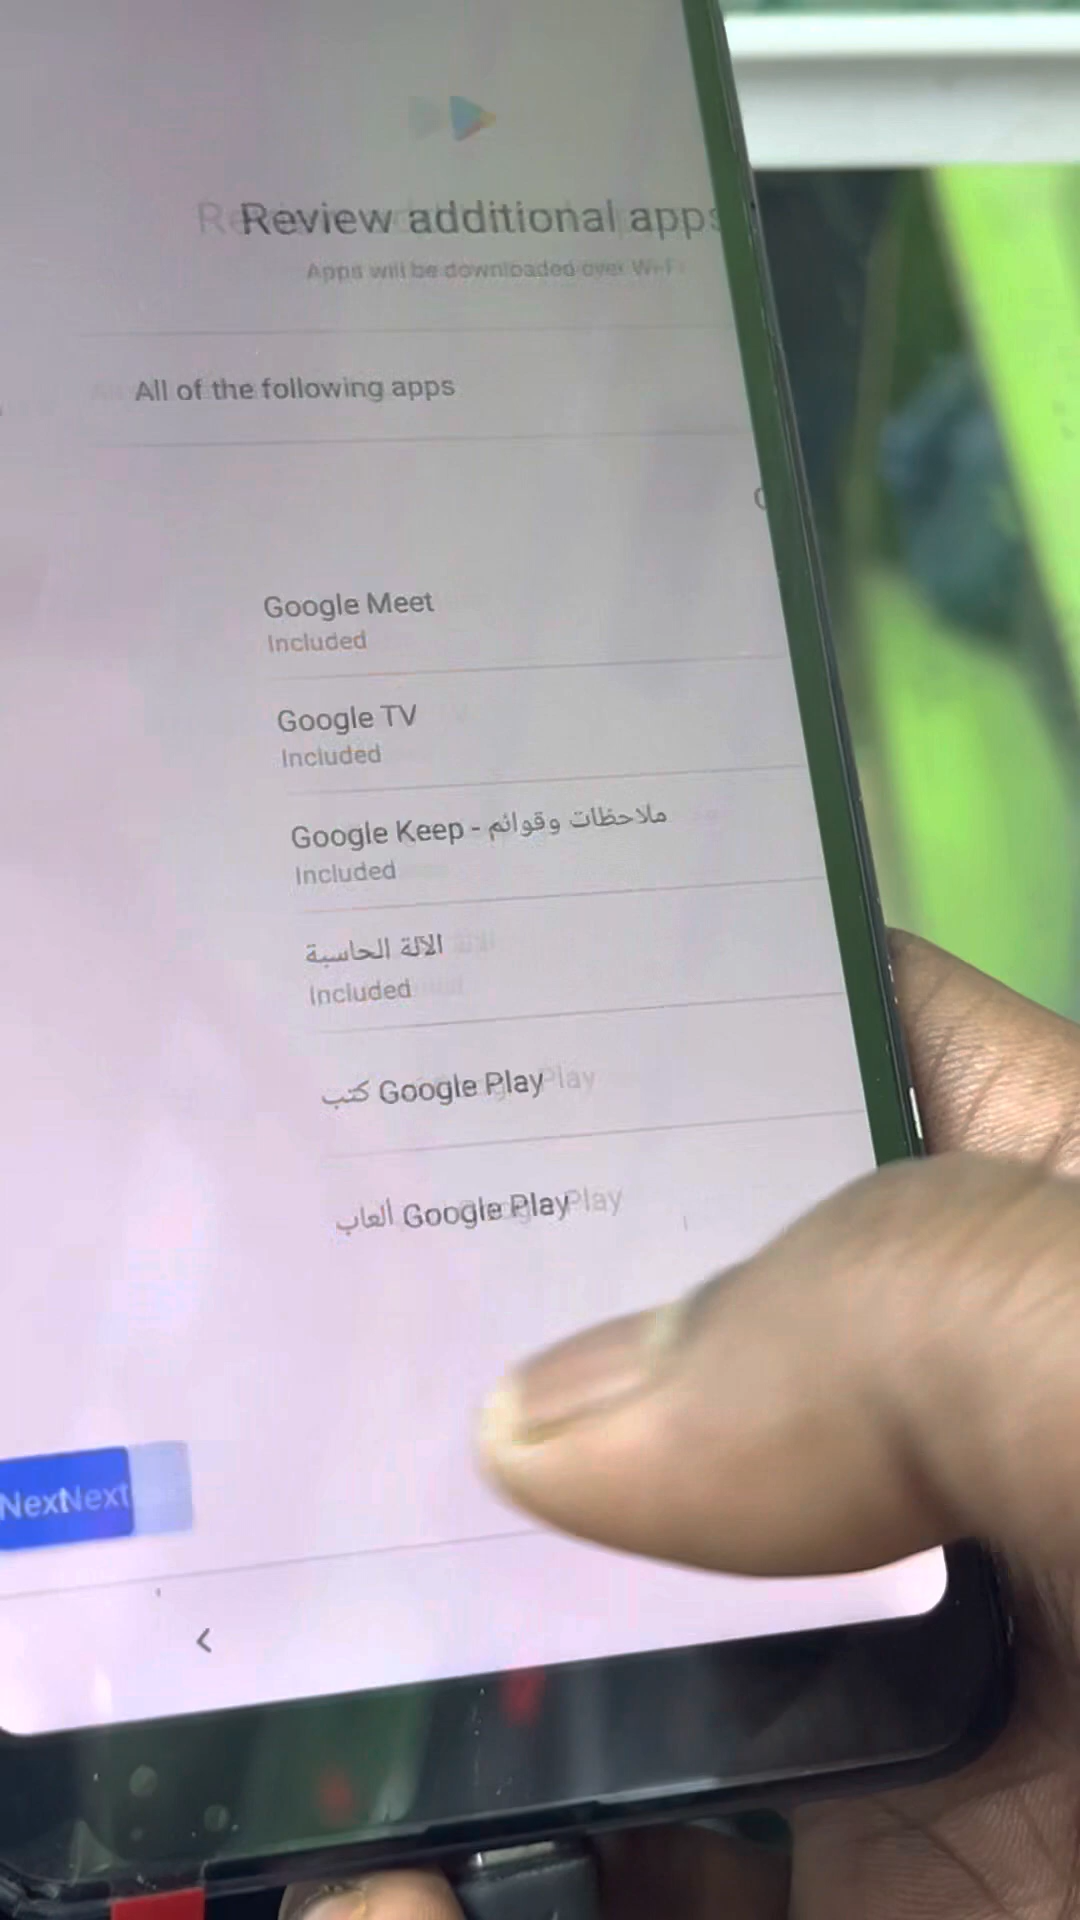 Review additional apps
Apps will be downloaded over Wi-Fi
All of the following apps
Google Meet
Included
Google TV
Included
Google Keep - ملاحظات وقوائم
Included
الآلة الحاسبة
Included
كتب Google Play
ألعاب Google Play
Next